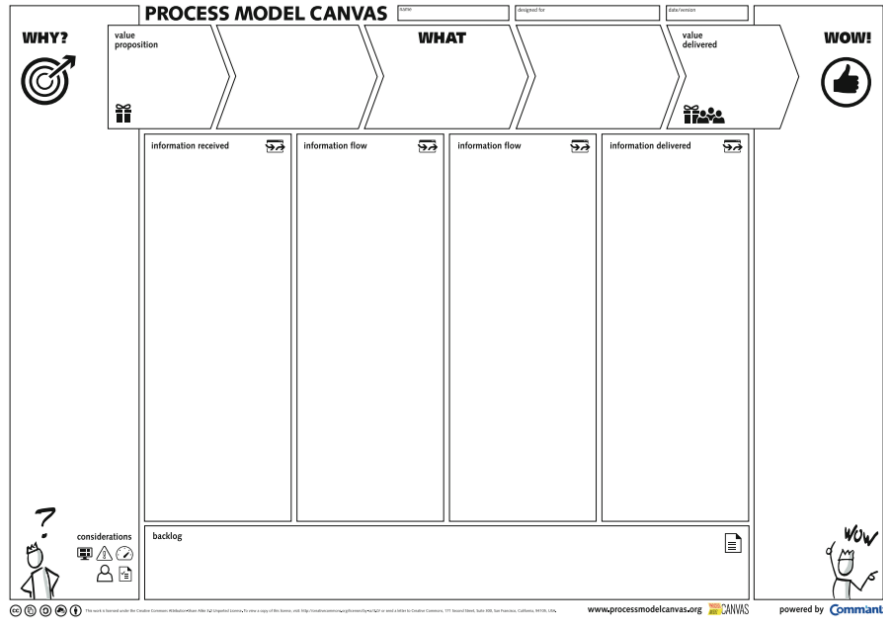 PROCESS MODEL CANVAS
name
designed for
date/version
WHY?
value
proposition
WHAT
value
delivered
WOW!
information received
information flow
information flow
information delivered
?
considerations
backlog
WOW
www.processmodelcanvas.org
CANVAS
powered by Commant